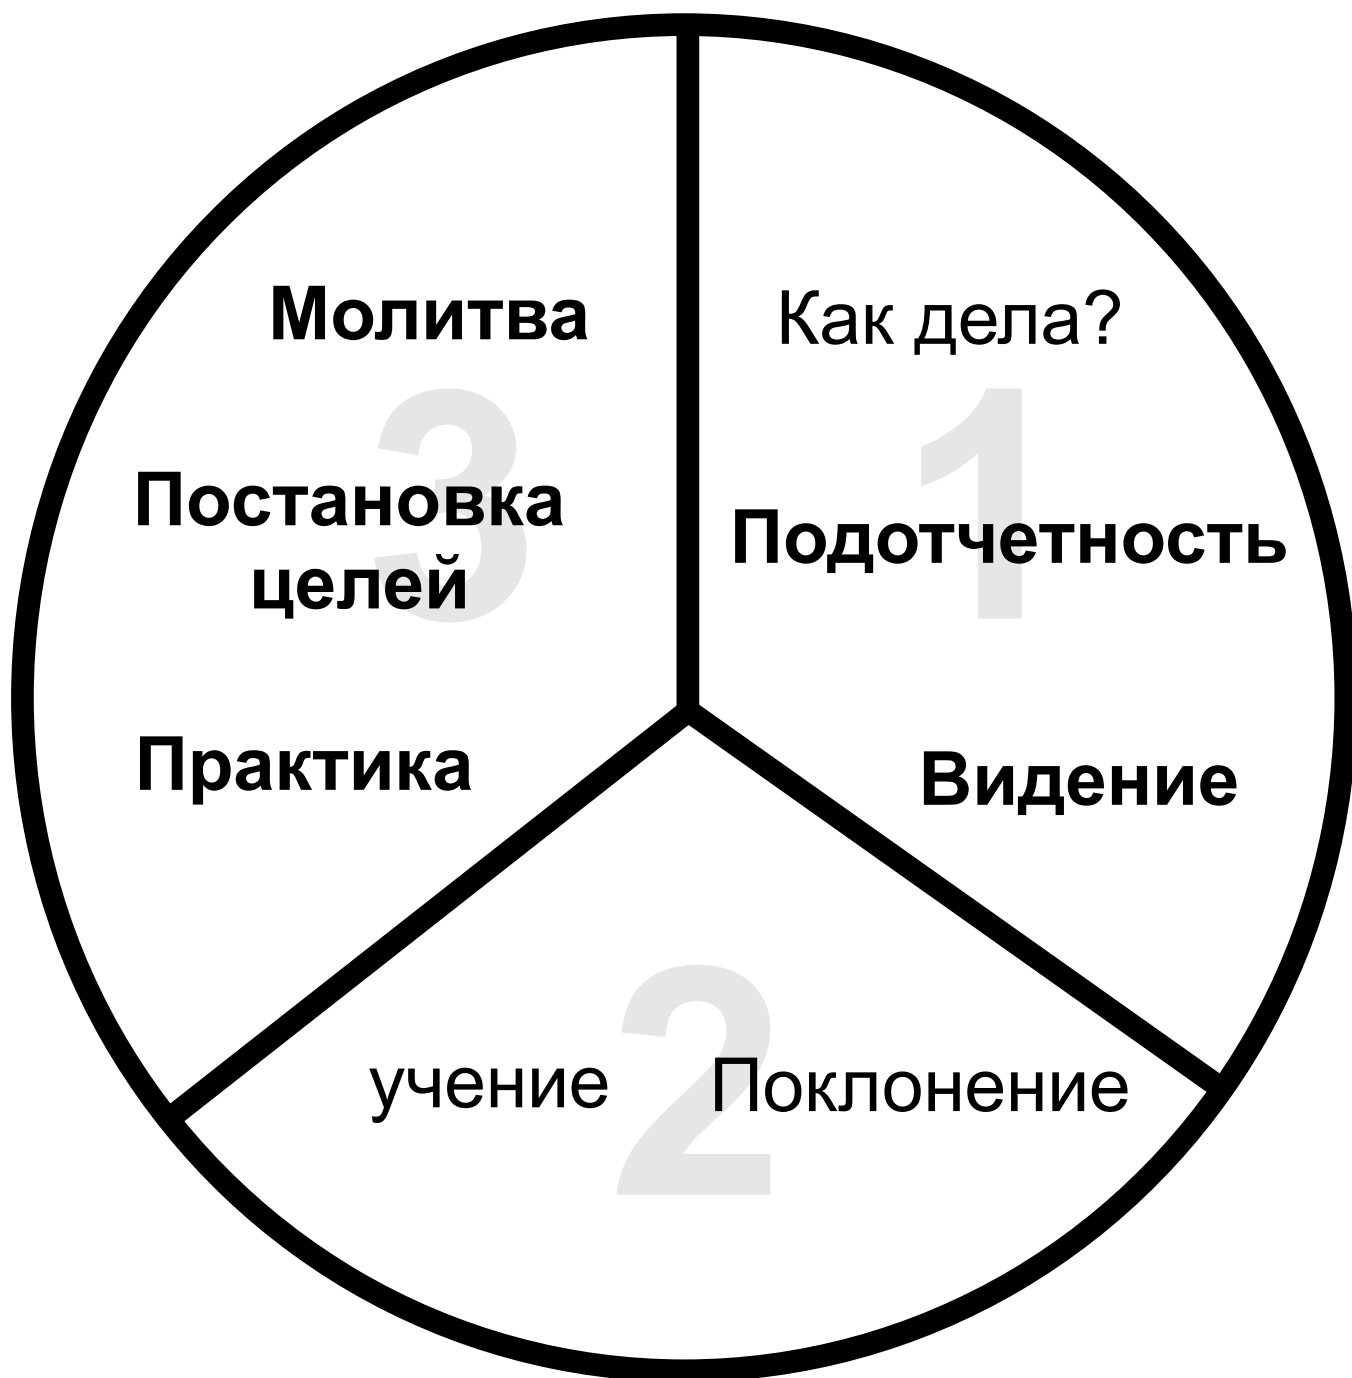 Молитва
3
Постановка
целей
Практика
Как дела?
1
Подотчетность
Видение
2
учение
Поклонение